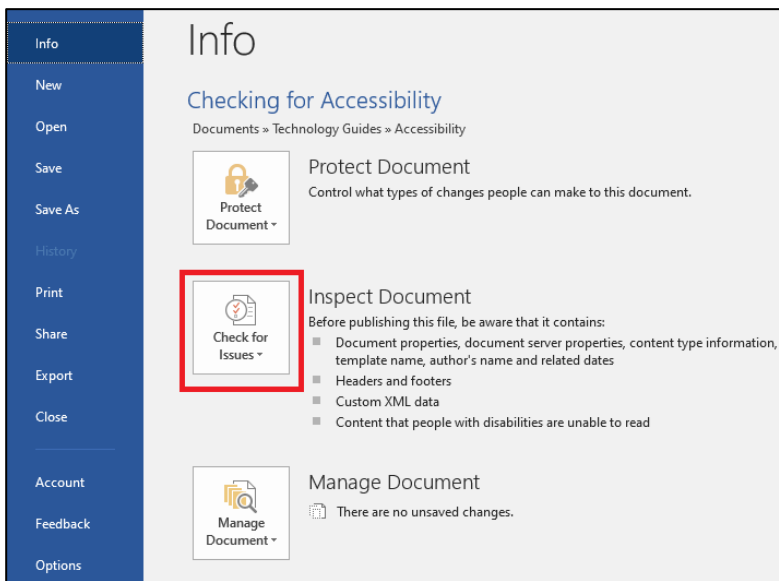 Info
New
Open
Save
Save As
History
Print
Share
Export
Close
Account
Feedback
Options
Info
Checking for Accessibility
Documents » Technology Guides » Accessibility
Protect
Document
Protect Document
Control what types of changes people can make to this document.
Check for
Issues
Inspect Document
Before publishing this file, be aware that it contains:
Document properties, document server properties, content type information,
template name, author's name and related dates
Headers and footers
Custom XML data
Content that people with disabilities are unable to read
Manage
Document
Manage Document
There are no unsaved changes.